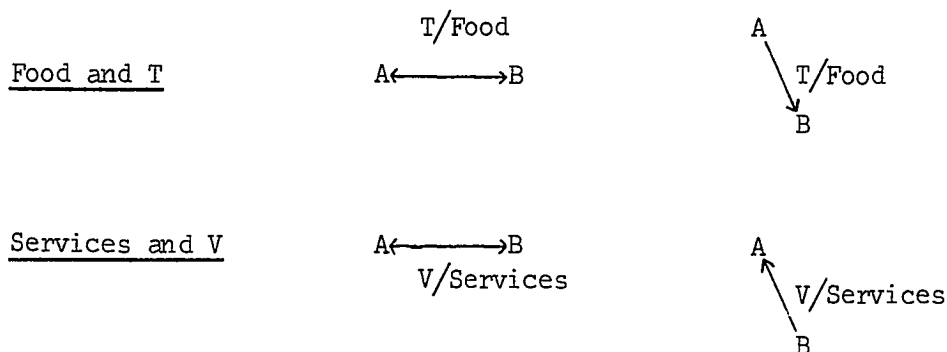 T/Food
A
Food and T
A
B
T/Food
B
Services and V
A
B
A
V/Services
V/Services
B